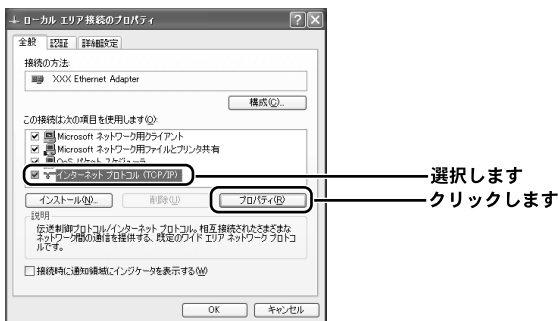 ローカル エリア接続のプロパティ
全般 認証 詳細設定
接続の方法:
XXX Ethernet Adapter
構成(C)...
この接続は次の項目を使用します(O):
Microsoft ネットワーク用クライアント
Microsoft ネットワーク用ファイルとプリンタ共有
QoS パケット スケジューラ
インターネット プロトコル (TCP/IP)
選択します
インストール(N)... 削除(U) プロパティ(R)
クリックします
説明
伝送制御プロトコル/インターネット プロトコル。相互接続されたさまざまな
ネットワーク間の通信を提供する、既定のワイド エリア ネットワーク プロトコ
ルです。
接続時に通知領域にインジケータを表示する(W)
OK キャンセル